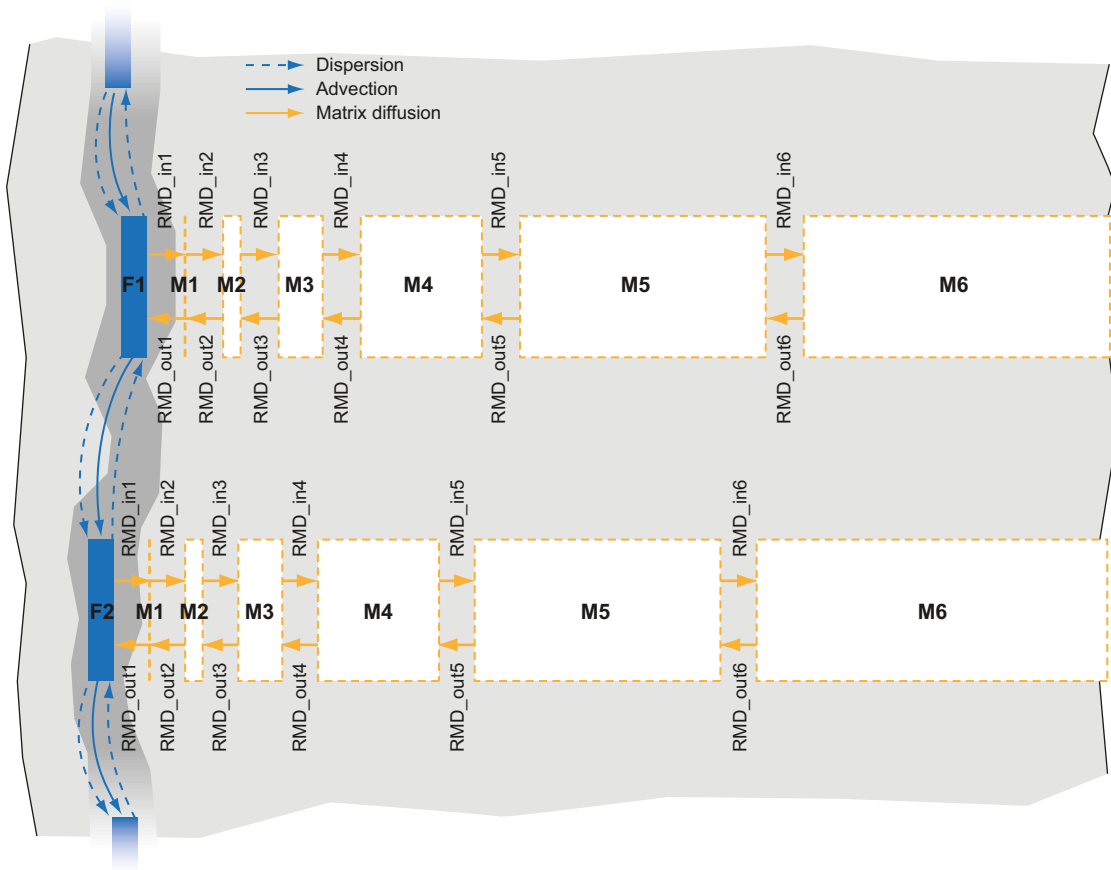 Dispersion
Advection
Matrix diffusion
RMD_in1
RMD_in2
RMD_in3
RMD_in4
RMD_in5
RMD_in6
F1
M1
M2
M3
M4
M5
M6
RMD_out1
RMD_out2
RMD_out3
RMD_out4
RMD_out5
RMD_out6
RMD_in1
RMD_in2
RMD_in3
RMD_in4
RMD_in5
RMD_in6
F2
M1
M2
M3
M4
M5
M6
RMD_out1
RMD_out2
RMD_out3
RMD_out4
RMD_out5
RMD_out6